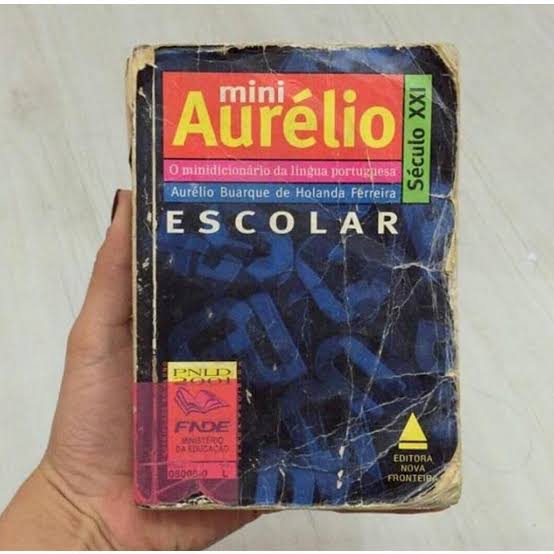 mini
Aurélio
Século XXI
O minidicionário da língua portuguesa
Aurélio Buarque de Holanda Ferreira
ESCOLAR
PNLD
2001
FNDE
MINISTÉRIO
DA EDUCAÇÃO
L
EDITORA
NOVA
FRONTEIRA